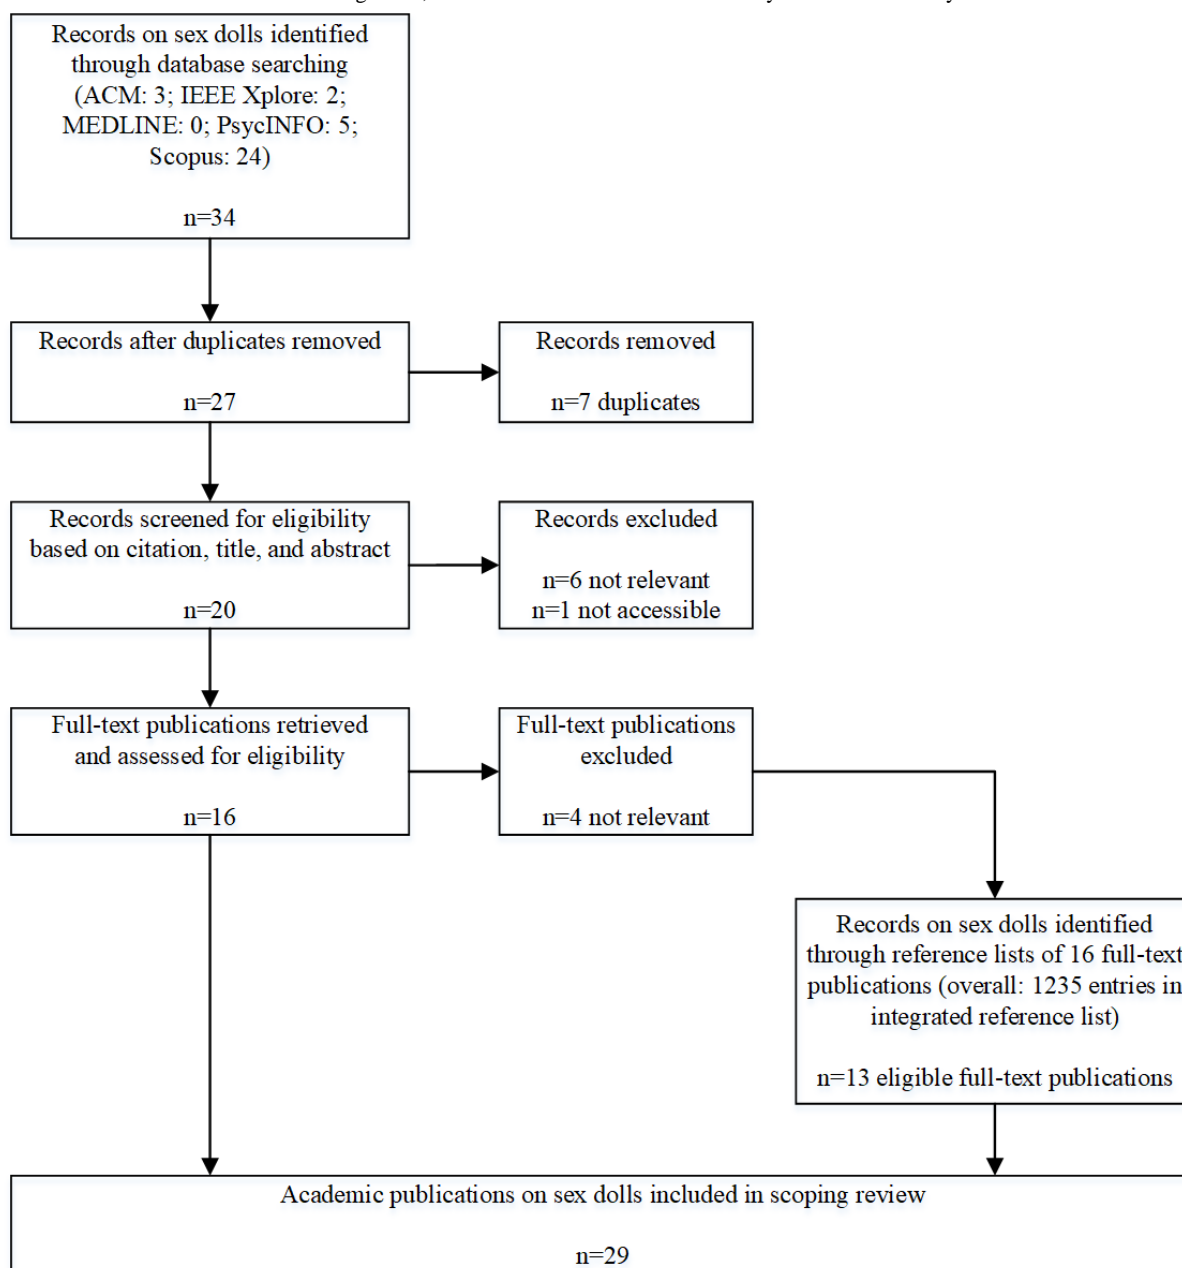 Records on sex dolls identified
through database searching
(ACM: 3; IEEE Xplore: 2;
MEDLINE: 0; PsycINFO: 5;
Scopus: 24)
n=34
Records after duplicates removed
n=27
Records removed
n=7 duplicates
Records screened for eligibility
based on citation, title, and abstract
n=20
Records excluded
n=6 not relevant
n=1 not accessible
Full-text publications retrieved
and assessed for eligibility
n=16
Full-text publications
excluded
n=4 not relevant
Records on sex dolls identified
through reference lists of 16 full-text
publications (overall: 1235 entries in
integrated reference list)
n=13 eligible full-text publications
Academic publications on sex dolls included in scoping review
n=29